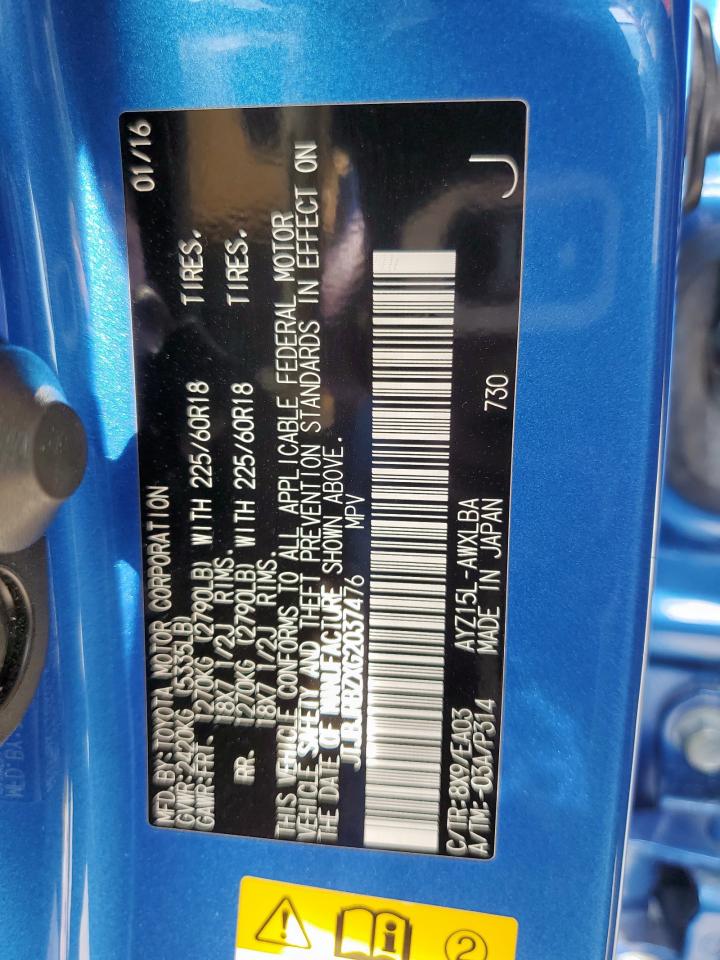 MFD.BY:TOYOTA MOTOR CORPORATION 01/16
GVWR:2420KG (5335LB)
GAWR:FRT 1270KG (2790LB) WITH 225/60R18 TIRES,
18X7 1/2J RIMS,
RR. 1270KG (2790LB) WITH 225/60R18 TIRES,
18X7 1/2J RIMS,
THIS VEHICLE CONFORMS TO ALL APPLICABLE FEDERAL MOTOR
VEHICLE SAFETY AND THEFT PREVENTION STANDARDS IN EFFECT ON
THE DATE OF MANUFACTURE SHOWN ABOVE.
JTJBJRBZXG2037476 MPV
C/TR:8X9/EA03 AYZ15L-AWXLBA
A/TM:-03A/P314 MADE IN JAPAN 730 J
2